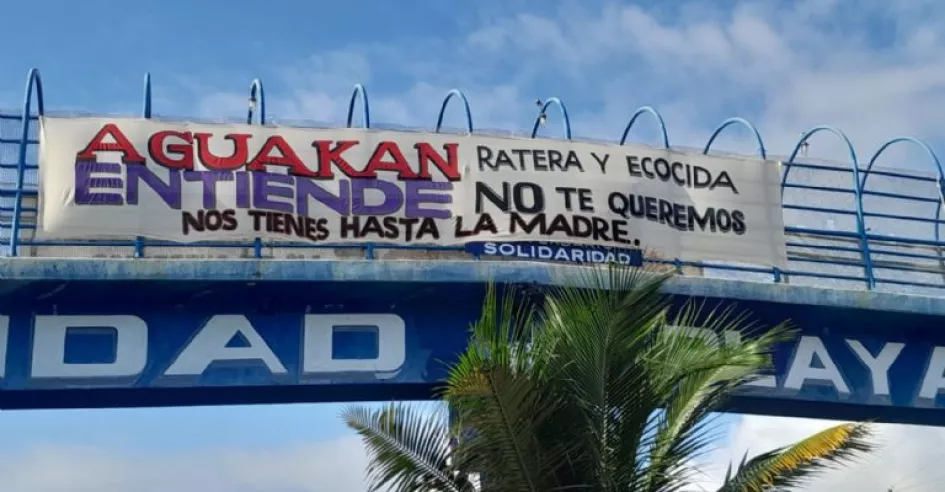 AGUAKAN RATERA Y ECOCIDA
ENTIENDE NO TE QUEREMOS
NOS TIENES HASTA LA MADRE.
SOLIDARIDAD
IDAD PLAYA